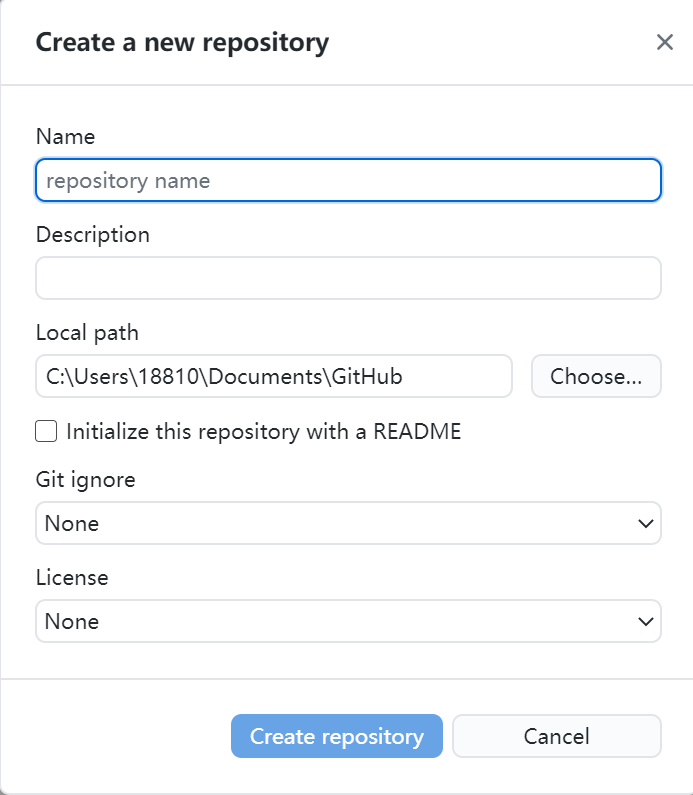 Create a new repository
Name
repository name
Description
Local path
C:\Users\18810\Documents\GitHub
Choose...
Initialize this repository with a README
Git ignore
None
License
None
Create repository
Cancel